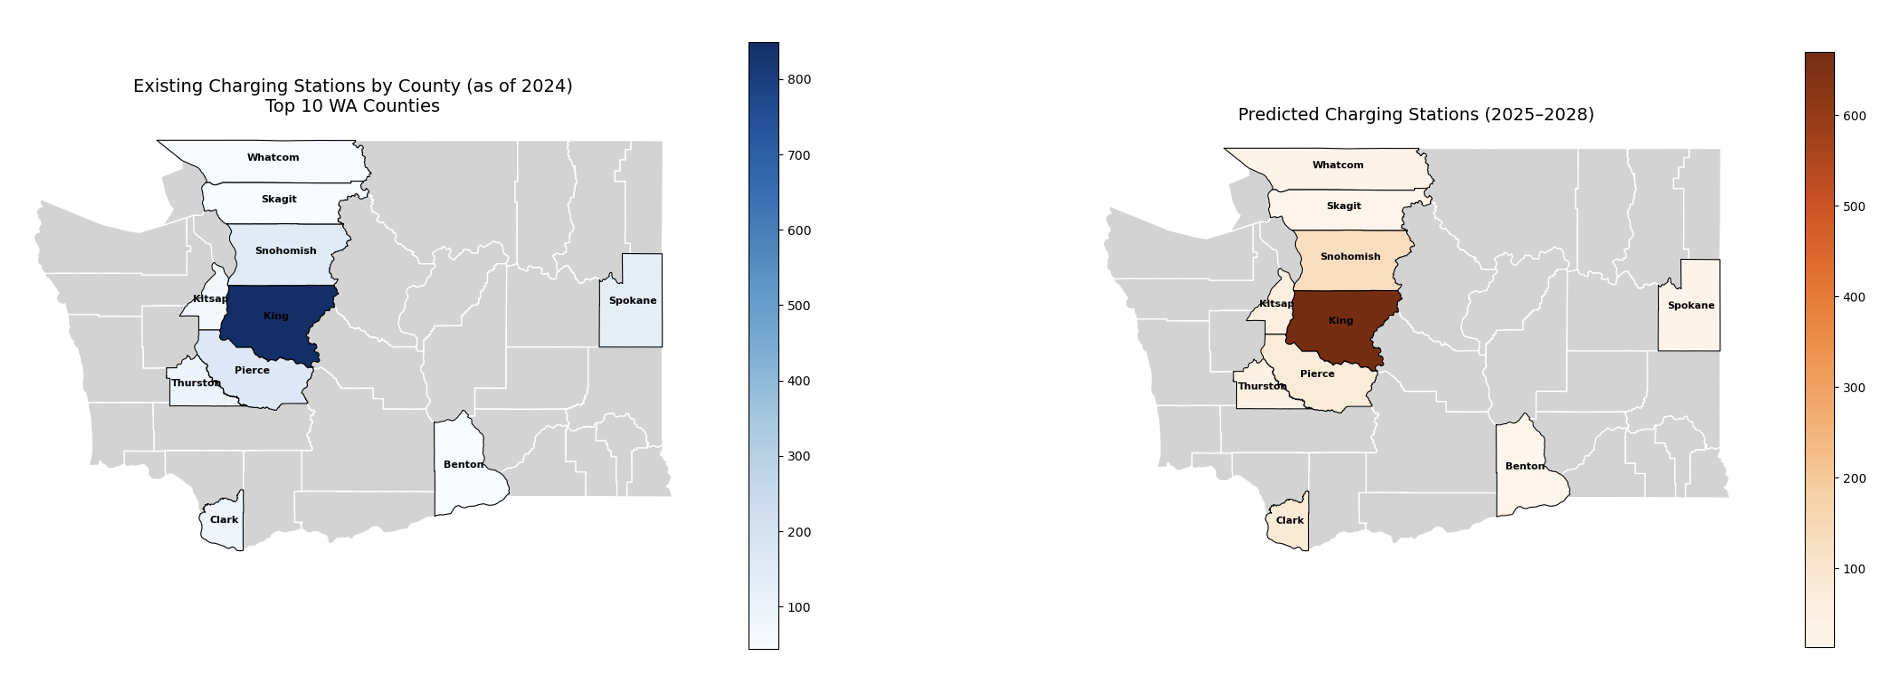 Existing Charging Stations by County (as of 2024)
Top 10 WA Counties
Whatcom
Skagit
Snohomish
Kitsap
King
Spokane
Pierce
Thurston
Benton
Clark
800
700
600
500
400
300
200
100
Predicted Charging Stations (2025–2028)
Whatcom
Skagit
Snohomish
Kitsap
King
Spokane
Pierce
Thurston
Benton
Clark
600
500
400
300
200
100